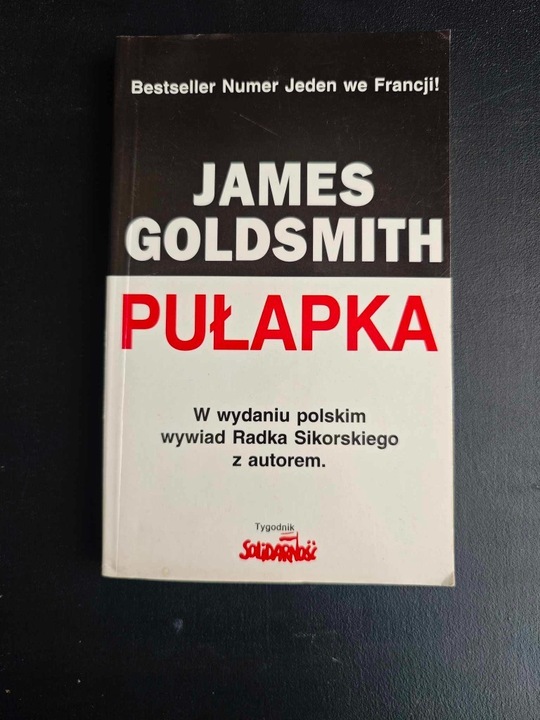 Bestseller Numer Jeden we Francji!
JAMES
GOLDSMITH
PUŁAPKA
W wydaniu polskim
wywiad Radka Sikorskiego
z autorem.
Tygodnik
SOLIDARNOŚĆ